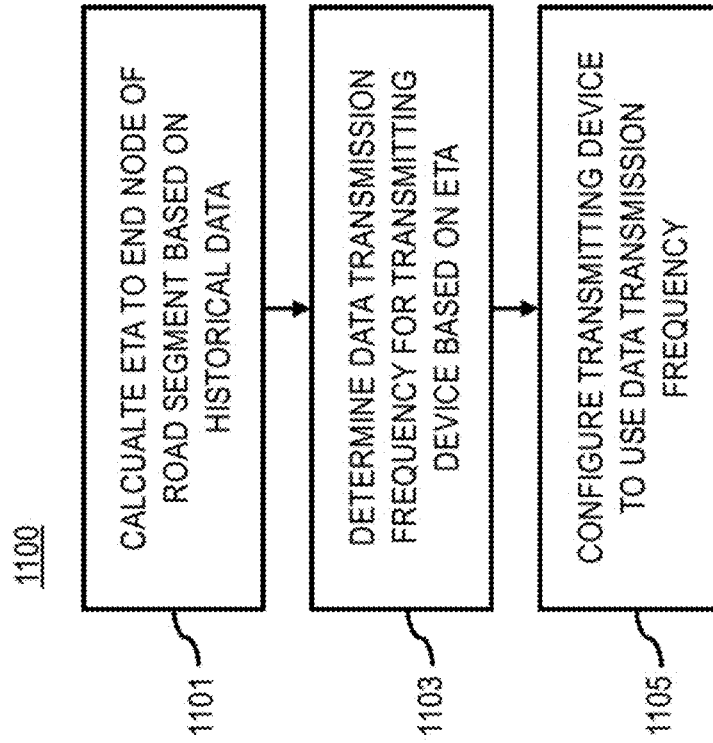 1100
CALCUALTE ETA TO END NODE OF
ROAD SEGMENT BASED ON
HISTORICAL DATA
1101
DETERMINE DATA TRANSMISSION
FREQUENCY FOR TRANSMITTING
DEVICE BASED ON ETA
1103
CONFIGURE TRANSMITTING DEVICE
TO USE DATA TRANSMISSION
FREQUENCY
1105